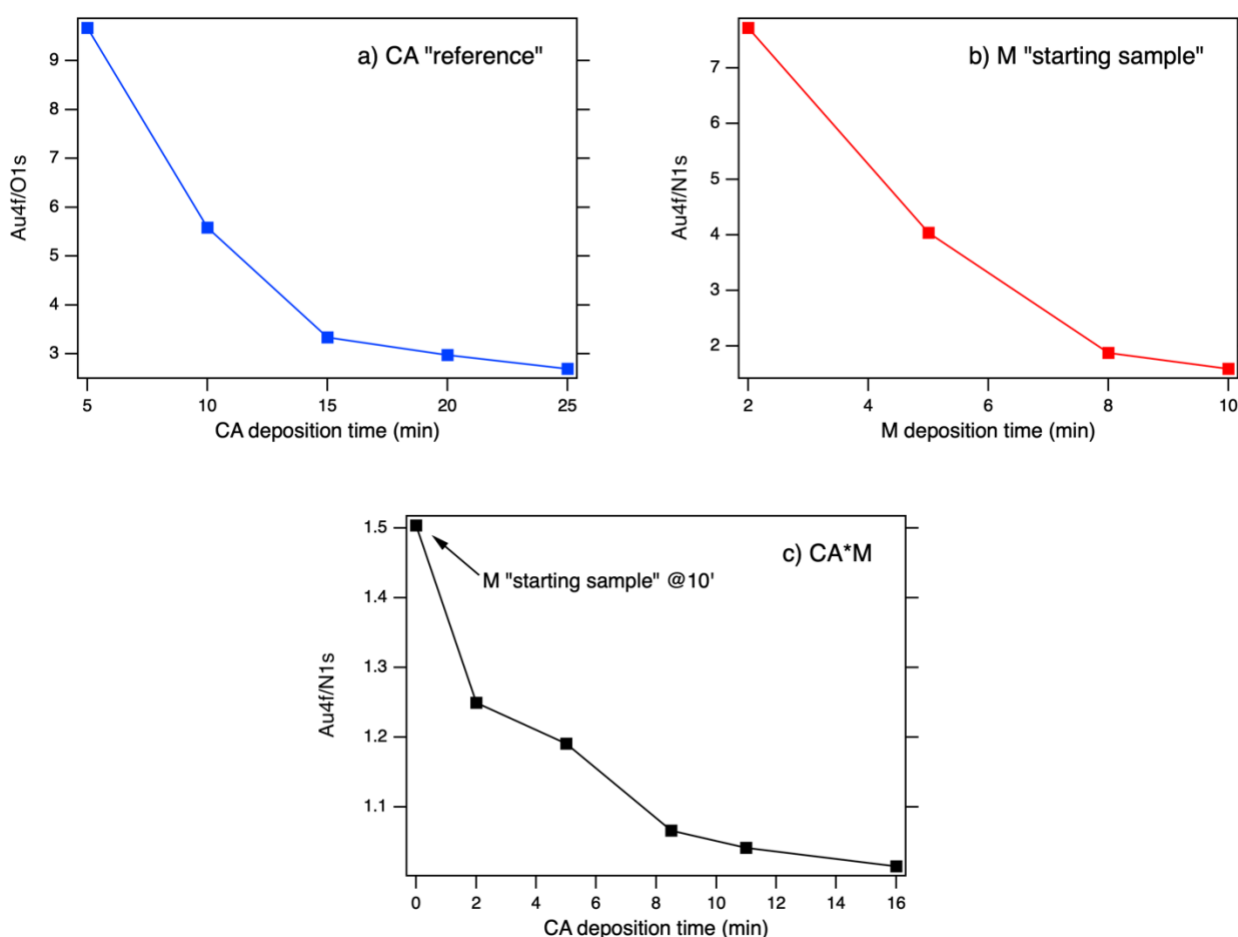 a) CA "reference"
Au4f/O1s
9
8
7
6
5
4
3
5 10 15 20 25
CA deposition time (min)
b) M "starting sample"
Au4f/N1s
7
6
5
4
3
2
2 4 6 8 10
M deposition time (min)
c) CA*M
M "starting sample" @10'
Au4f/N1s
1.5
1.4
1.3
1.2
1.1
0 2 4 6 8 10 12 14 16
CA deposition time (min)